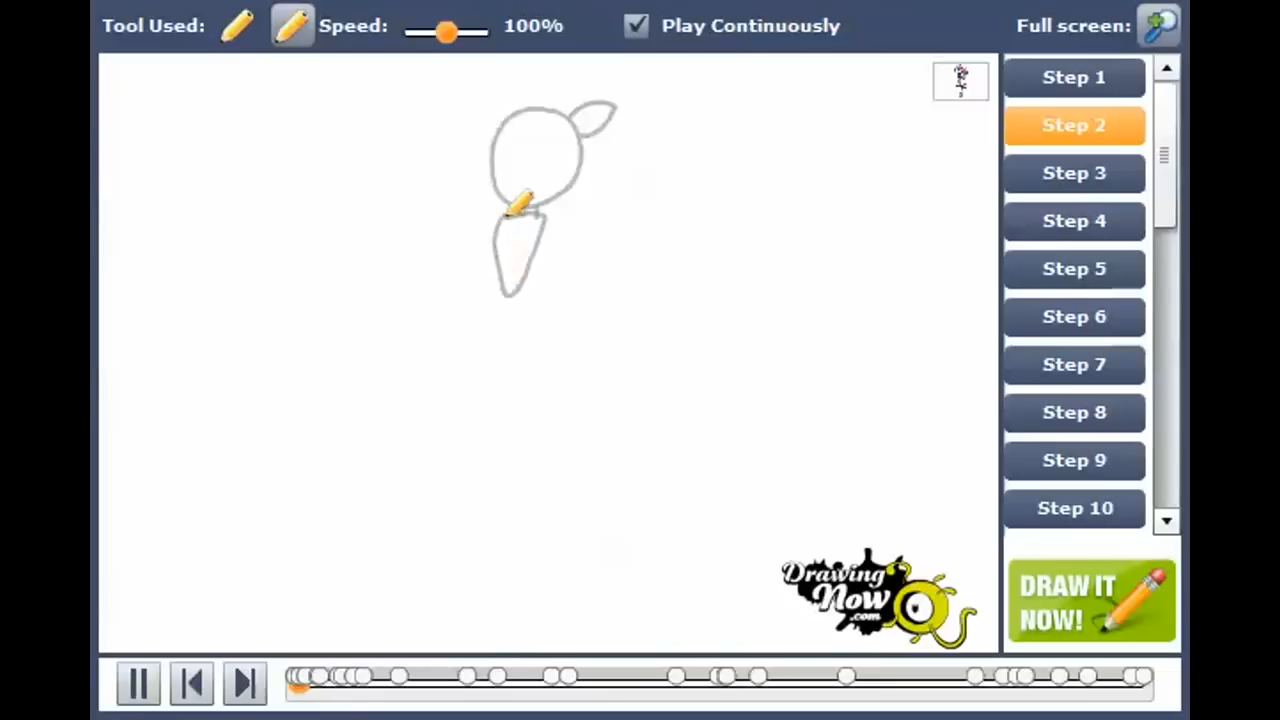 Tool Used: Speed: 100% Play Continuously Full screen:
Step 1
Step 2
Step 3
Step 4
Step 5
Step 6
Step 7
Step 8
Step 9
Step 10
Drawing
Now
.com
DRAW IT
NOW!